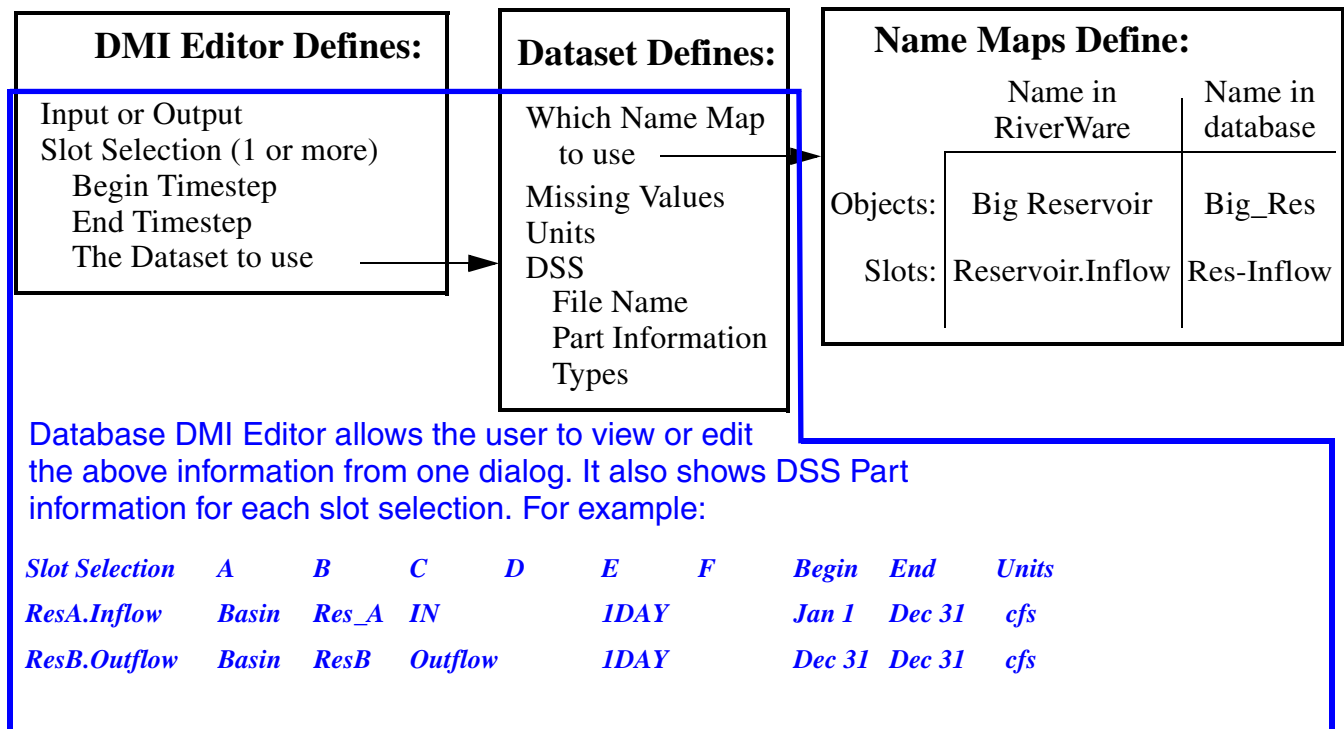 DMI Editor Defines:
Input or Output
Slot Selection (1 or more)
Begin Timestep
End Timestep
The Dataset to use
Dataset Defines:
Which Name Map
to use
Missing Values
Units
DSS
File Name
Part Information
Types
Name Maps Define:
Name in RiverWare Name in database
Objects: Big Reservoir Big_Res
Slots: Reservoir.Inflow Res-Inflow
Database DMI Editor allows the user to view or edit
the above information from one dialog. It also shows DSS Part
information for each slot selection. For example:
Slot Selection A B C D E F Begin End Units
ResA.Inflow Basin Res_A IN 1DAY Jan 1 Dec 31 cfs
ResB.Outflow Basin ResB Outflow 1DAY Dec 31 Dec 31 cfs